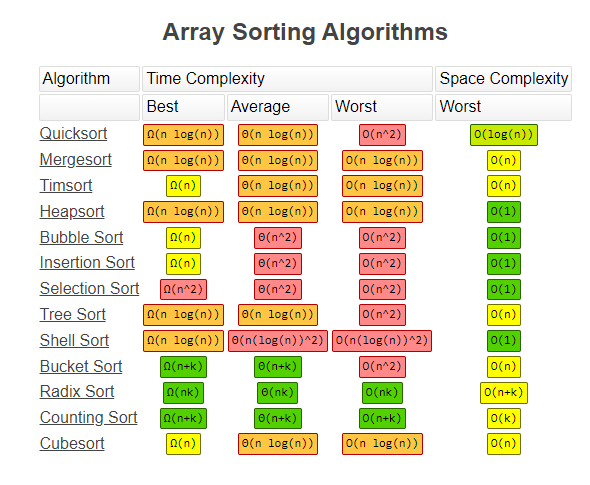 Array Sorting Algorithms
Algorithm Time Complexity Space Complexity
Best Average Worst Worst
Quicksort Ω(n log(n)) Θ(n log(n)) O(n^2) O(log(n))
Mergesort Ω(n log(n)) Θ(n log(n)) O(n log(n)) O(n)
Timsort Ω(n) Θ(n log(n)) O(n log(n)) O(n)
Heapsort Ω(n log(n)) Θ(n log(n)) O(n log(n)) O(1)
Bubble Sort Ω(n) Θ(n^2) O(n^2) O(1)
Insertion Sort Ω(n) Θ(n^2) O(n^2) O(1)
Selection Sort Ω(n^2) Θ(n^2) O(n^2) O(1)
Tree Sort Ω(n log(n)) Θ(n log(n)) O(n^2) O(n)
Shell Sort Ω(n log(n)) Θ(n(log(n))^2) O(n(log(n))^2) O(1)
Bucket Sort Ω(n+k) Θ(n+k) O(n^2) O(n)
Radix Sort Ω(nk) Θ(nk) O(nk) O(n+k)
Counting Sort Ω(n+k) Θ(n+k) O(n+k) O(k)
Cubesort Ω(n) Θ(n log(n)) O(n log(n)) O(n)